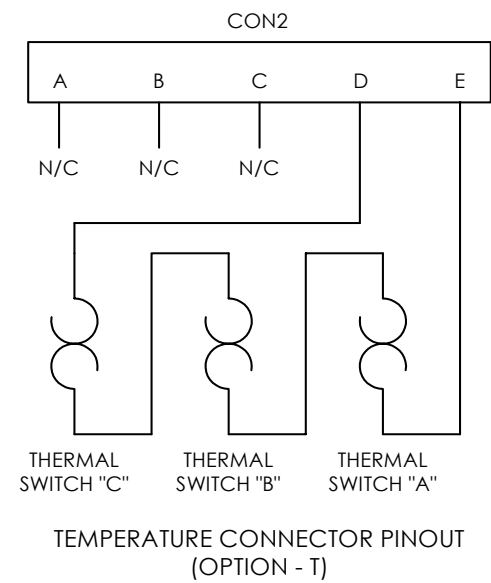 CON2
A B C D E
N/C N/C N/C
THERMAL SWITCH "C"
THERMAL SWITCH "B"
THERMAL SWITCH "A"
TEMPERATURE CONNECTOR PINOUT
(OPTION - T)